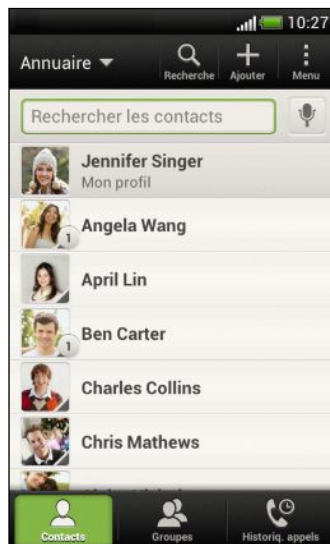 10:27
Annuaire
Recherche Ajouter Menu
Rechercher les contacts
Jennifer Singer
Mon profil
Angela Wang
1
April Lin
Ben Carter
1
Charles Collins
Chris Mathews
Contacts Groupes Historiq. appels